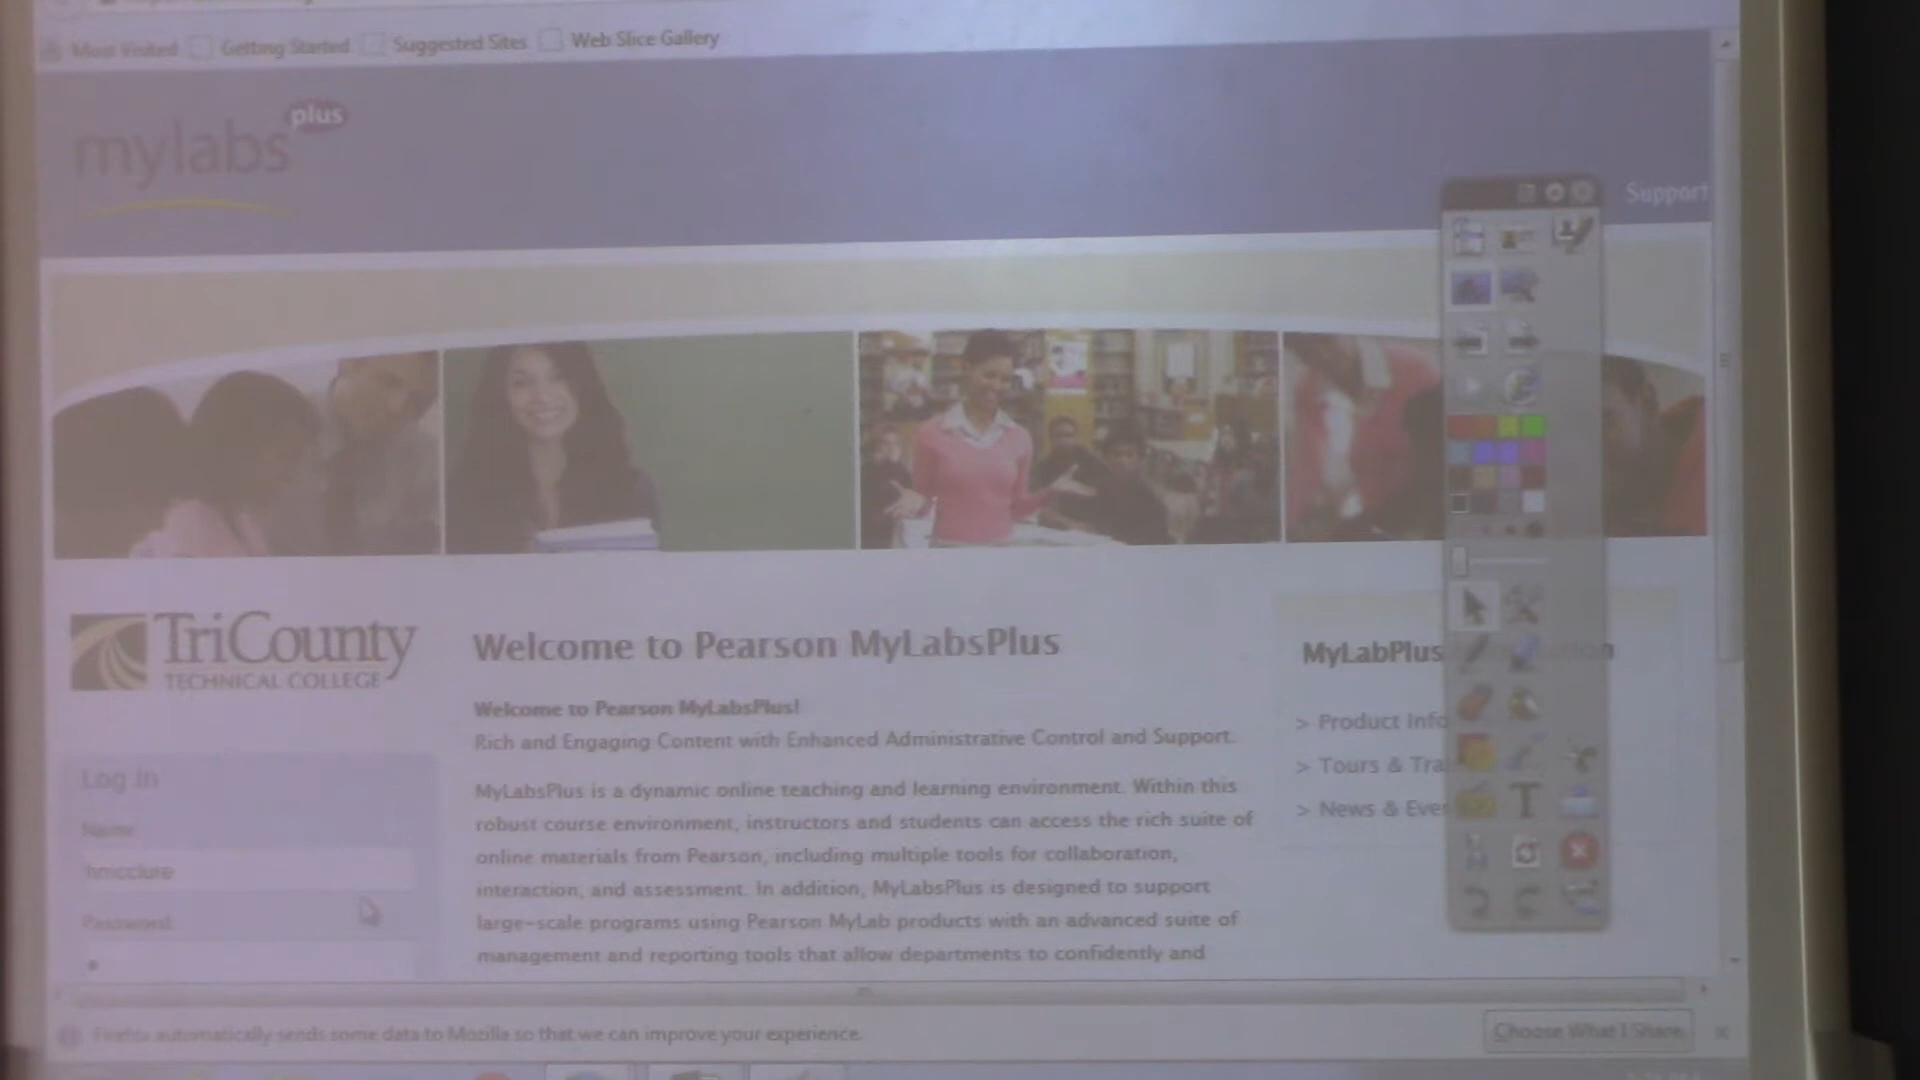 Most Visited Getting Started Suggested Sites Web Slice Gallery
mylabs plus
Support
TriCounty
TECHNICAL COLLEGE
Welcome to Pearson MyLabsPlus
Welcome to Pearson MyLabsPlus!
Rich and Engaging Content with Enhanced Administrative Control and Support.
MyLabsPlus is a dynamic online teaching and learning environment. Within this
robust course environment, instructors and students can access the rich suite of
online materials from Pearson, including multiple tools for collaboration,
interaction, and assessment. In addition, MyLabsPlus is designed to support
large-scale programs using Pearson MyLab products with an advanced suite of
management and reporting tools that allow departments to confidently and
MyLabPlus
> Product Info
> Tours & Tra
> News & Eve
T
Log In
Name
hmcclure
Password
Firefox automatically sends some data to Mozilla so that we can improve your experience.
Choose What I Share